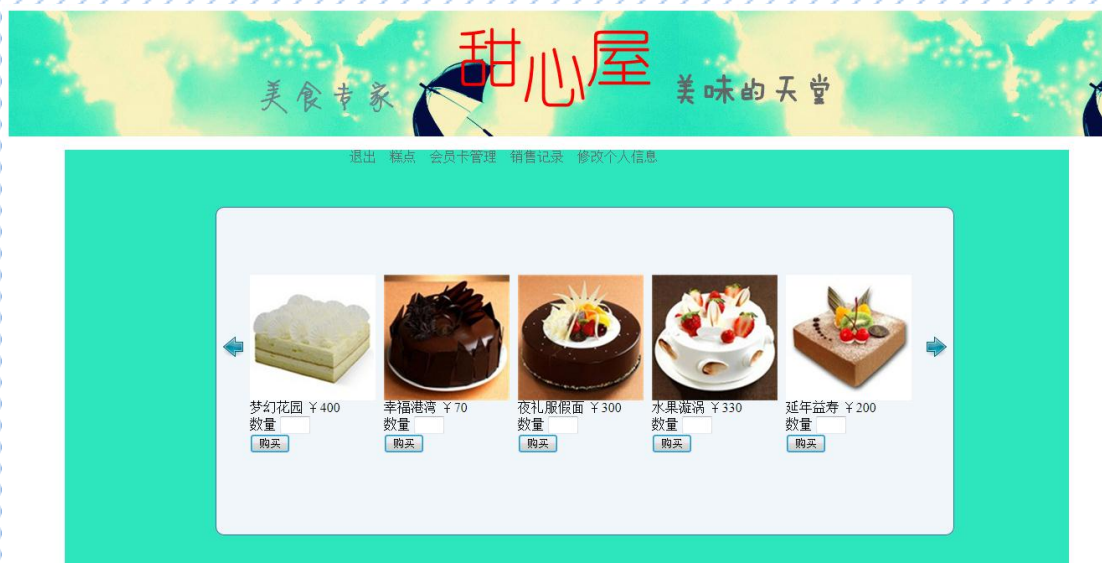 甜心屋
美食专家
美味的天堂
退出 糕点 会员卡管理 销售记录 修改个人信息
梦幻花园 ￥400
数量
购买
幸福港湾 ￥70
数量
购买
夜礼服假面 ￥300
数量
购买
水果漩涡 ￥330
数量
购买
延年益寿 ￥200
数量
购买